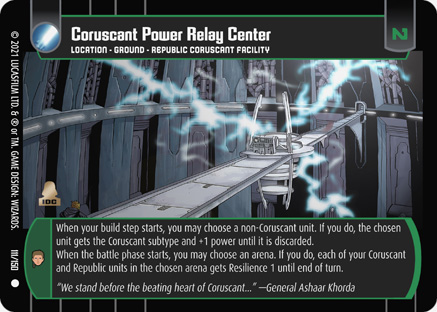 Coruscant Power Relay Center
LOCATION - GROUND - REPUBLIC CORUSCANT FACILITY
N
IDC
When your build step starts, you may choose a non-Coruscant unit. If you do, the chosen
unit gets the Coruscant subtype and +1 power until it is discarded.
When the battle phase starts, you may choose an arena. If you do, each of your Coruscant
and Republic units in the chosen arena gets Resilience 1 until end of turn.
"We stand before the beating heart of Coruscant..." —General Ashaar Khorda
© 2021 LUCASFILM LTD. & ® or TM. GAME DESIGN: WIZARDS.
111/150